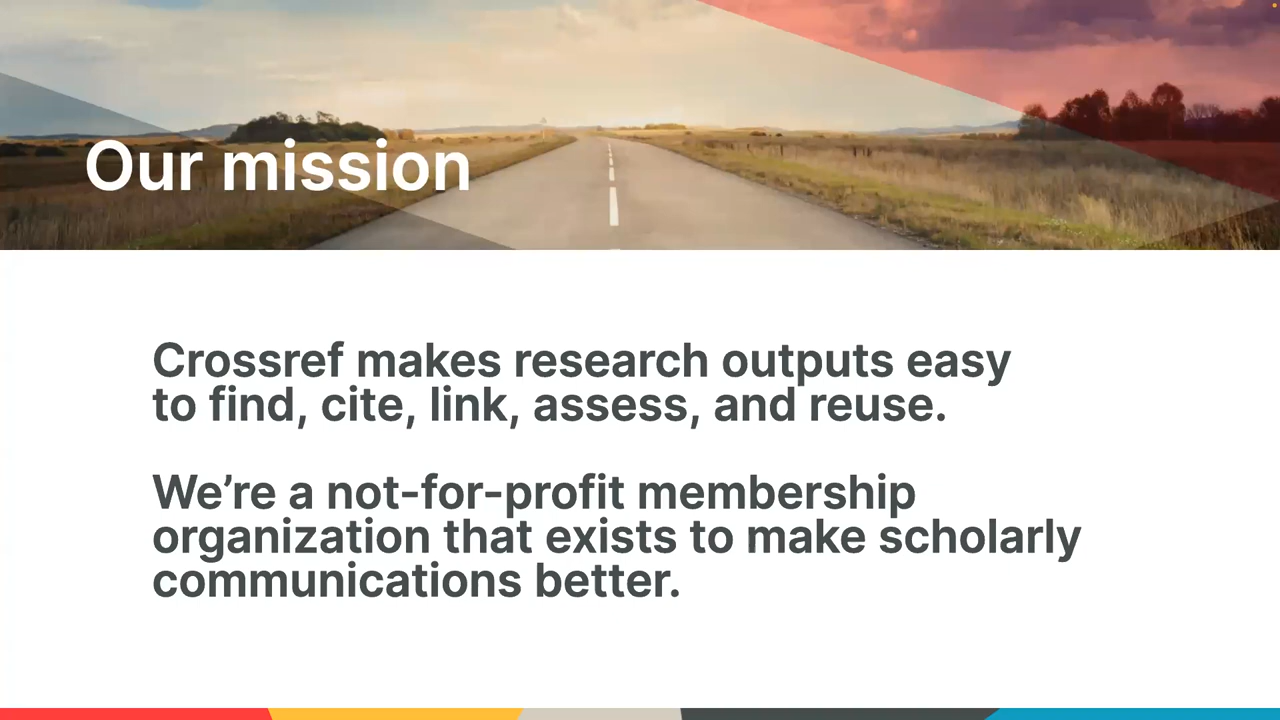 Our mission
Crossref makes research outputs easy
to find, cite, link, assess, and reuse.
We’re a not-for-profit membership
organization that exists to make scholarly
communications better.